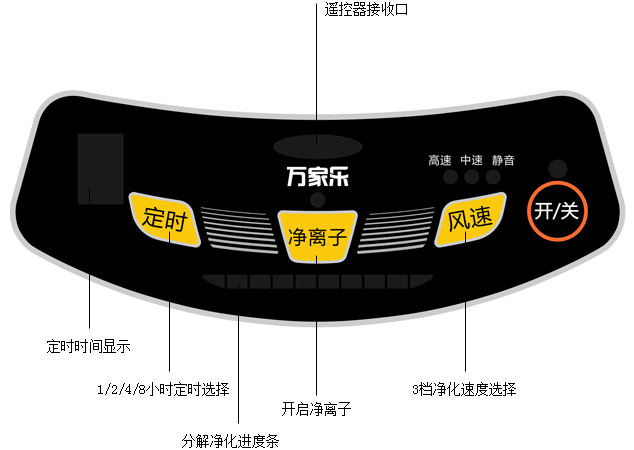 遥控器接收口
高速 中速 静音
万家乐
定时
净离子
风速
开/关
定时时间显示
1/2/4/8小时定时选择
开启净离子
3档净化速度选择
分解净化进度条